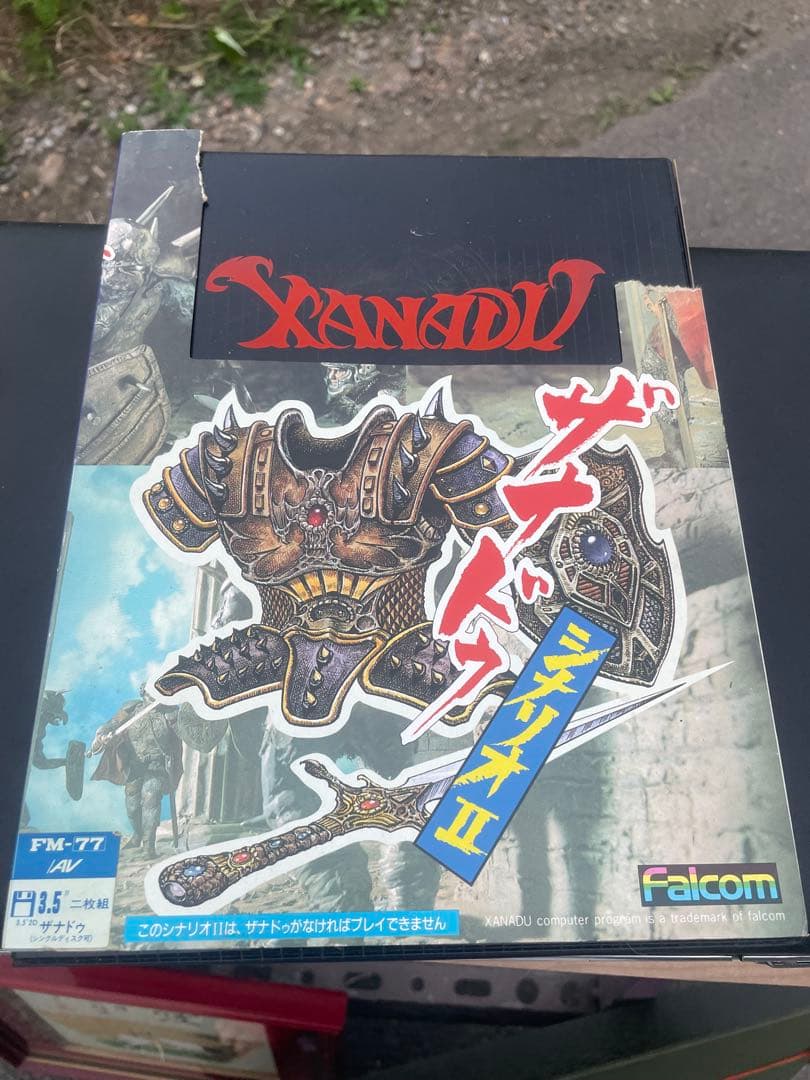 XANADU
ザナドゥ
シナリオII
FM-77
/AV
3.5" 二枚組
3.5"2D
ザナドゥ
(シングルディスク可)
このシナリオIIは、ザナドゥがなければプレイできません
Falcom
XANADU computer program is a trademark of falcom